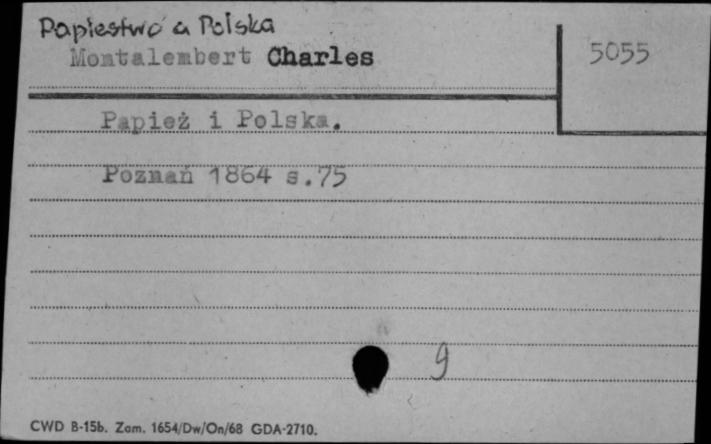 Papiestwo a Polska
Montalembert Charles
5055
Papież i Polska.
Poznań 1864 s.75
9
CWD B-15b. Zam. 1654/Dw/On/68 GDA-2710.